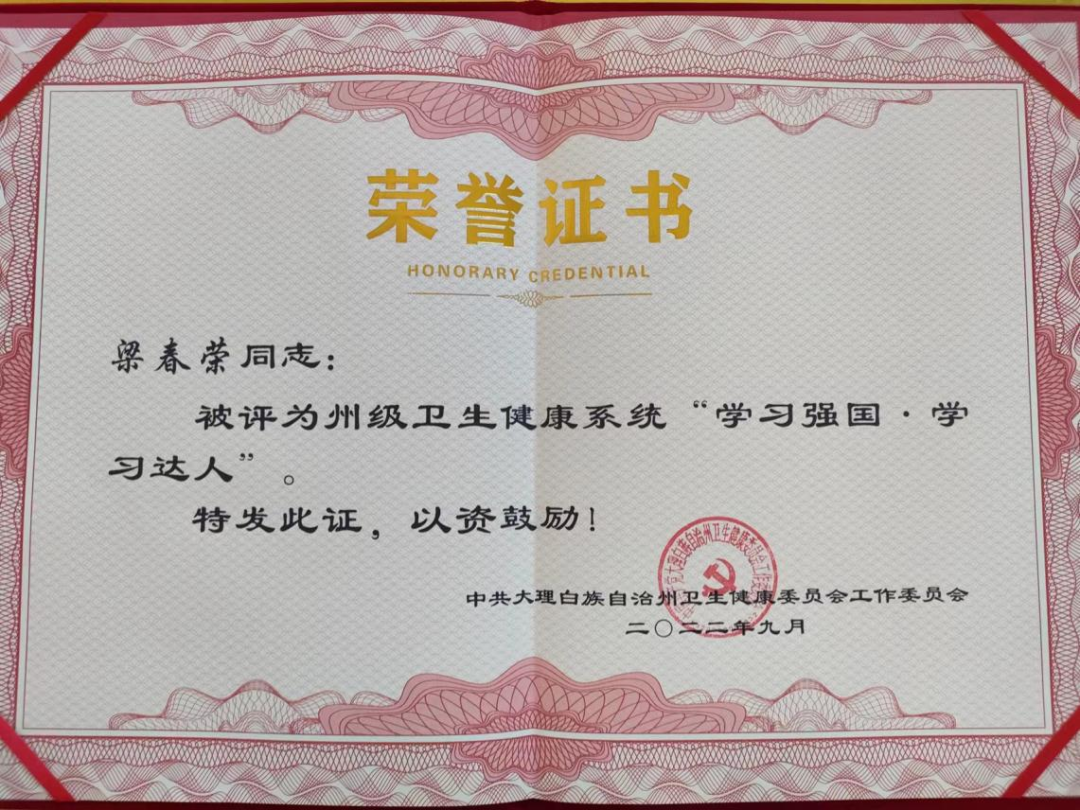 荣誉证书
HONORARY CREDENTIAL
梁春荣同志：
被评为州级卫生健康系统“学习强国·学
习达人”。
特发此证，以资鼓励！
中共大理白族自治州卫生健康委员会工作委员会
二〇二二年九月